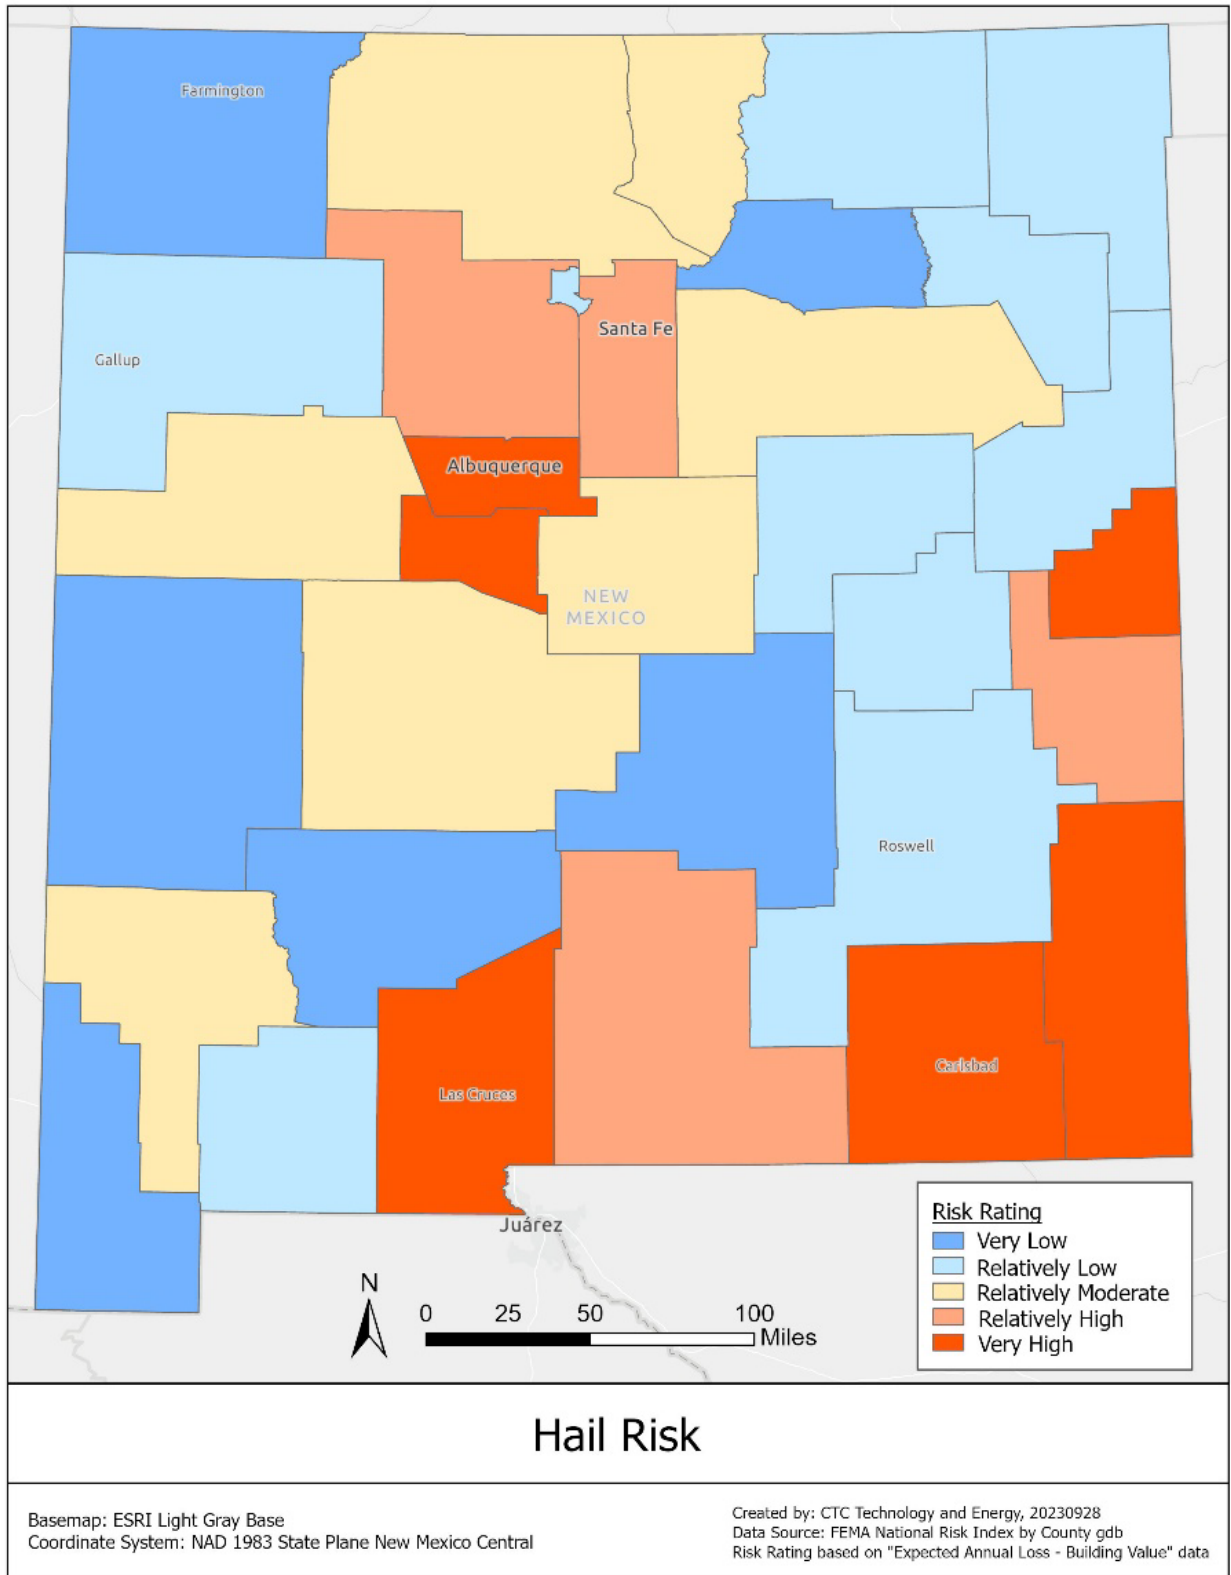 Farmington
Santa Fe
Gallup
Albuquerque
NEW
MEXICO
Roswell
Carlsbad
Las Cruces
Juárez
Risk Rating
Very Low
Relatively Low
Relatively Moderate
Relatively High
Very High
N
0 25 50 100
Miles
Hail Risk
Basemap: ESRI Light Gray Base
Coordinate System: NAD 1983 State Plane New Mexico Central
Created by: CTC Technology and Energy, 20230928
Data Source: FEMA National Risk Index by County gdb
Risk Rating based on "Expected Annual Loss - Building Value" data